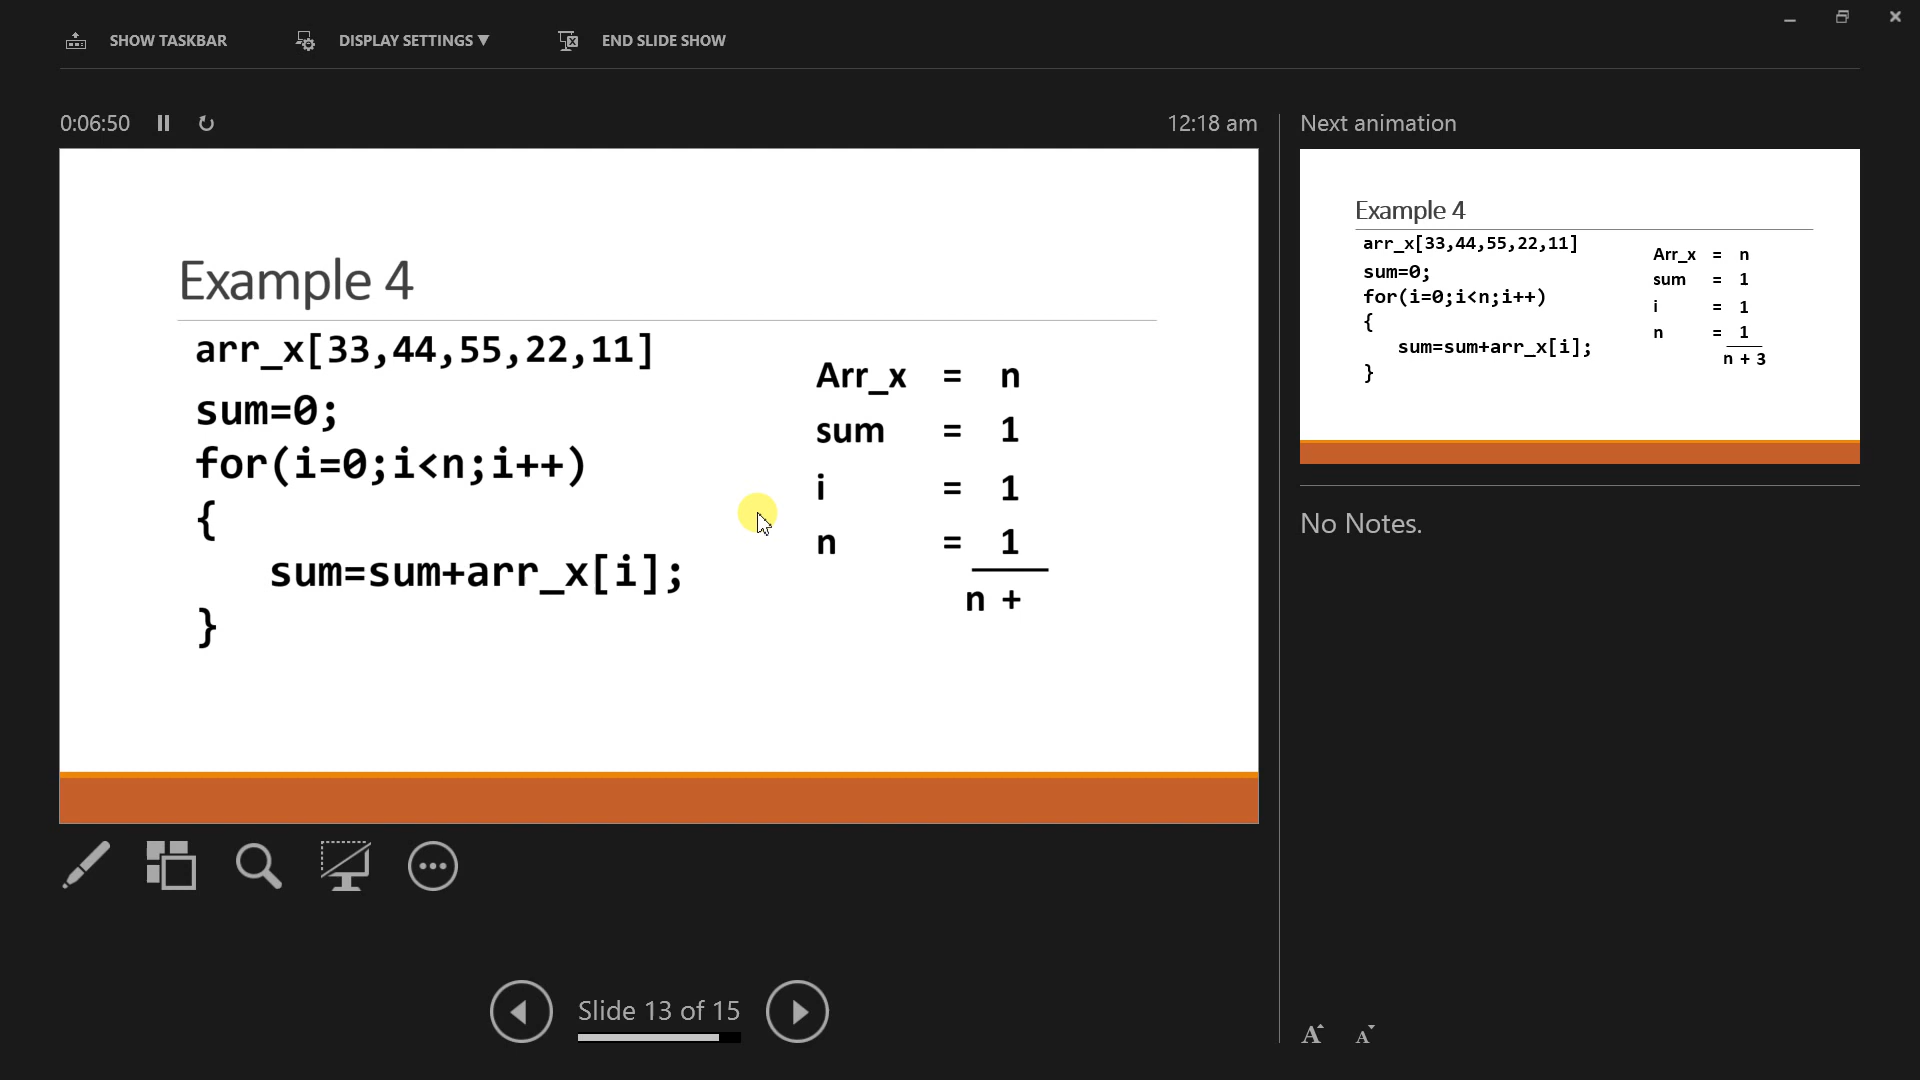 SHOW TASKBAR
DISPLAY SETTINGS ▼
END SLIDE SHOW
0:06:50
12:18 am
Example 4
arr_x[33,44,55,22,11]
sum=0;
for(i=0;i<n;i++)
{
sum=sum+arr_x[i];
}
Arr_x = n
sum = 1
i = 1
n = 1
n +
Slide 13 of 15
Next animation
Example 4
arr_x[33,44,55,22,11]
sum=0;
for(i=0;i<n;i++)
{
sum=sum+arr_x[i];
}
Arr_x = n
sum = 1
i = 1
n = 1
n + 3
No Notes.
A A